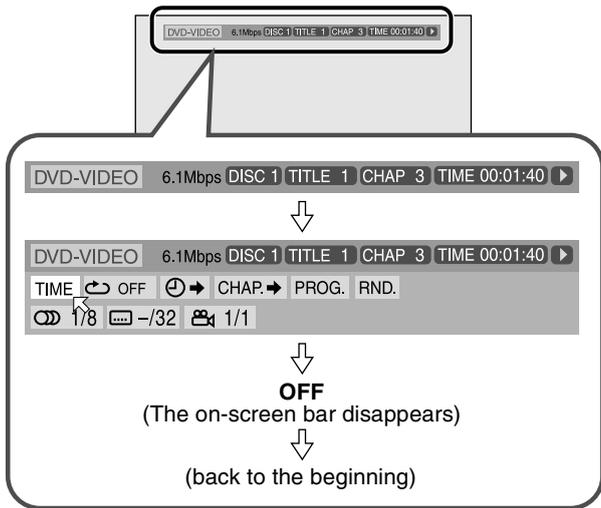 DVD-VIDEO 6.1Mbps DISC 1 TITLE 1 CHAP 3 TIME 00:01:40
DVD-VIDEO 6.1Mbps DISC 1 TITLE 1 CHAP 3 TIME 00:01:40
DVD-VIDEO 6.1Mbps DISC 1 TITLE 1 CHAP 3 TIME 00:01:40
TIME OFF CHAP. PROG. RND.
1/8 –/32 1/1
OFF
(The on-screen bar disappears)
(back to the beginning)